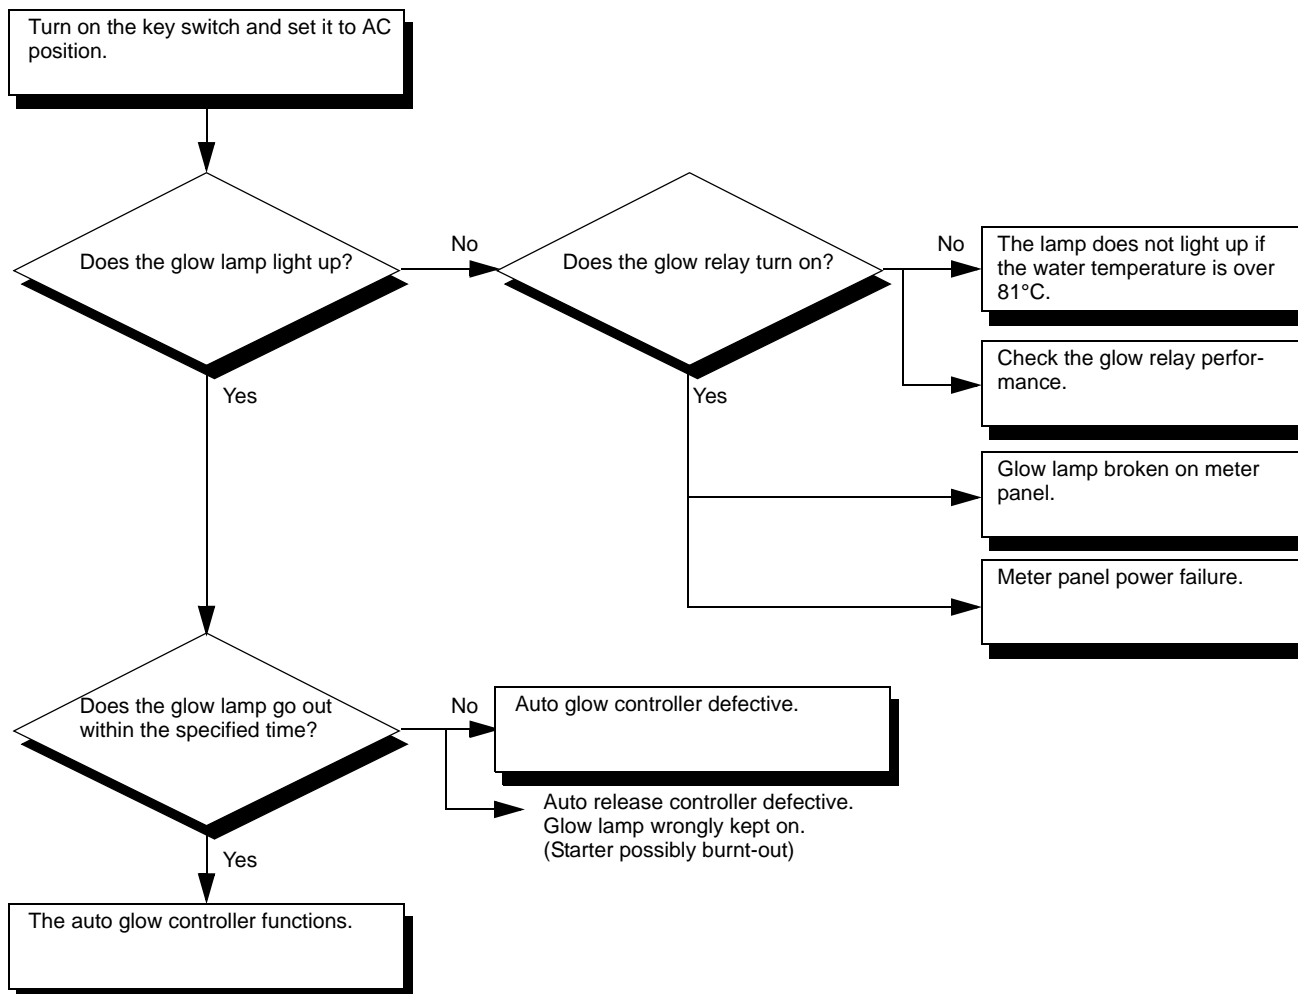 Turn on the key switch and set it to AC
position.
Does the glow lamp light up?
No
Does the glow relay turn on?
No
The lamp does not light up if
the water temperature is over
81°C.
Check the glow relay perfor-
mance.
Yes
Yes
Glow lamp broken on meter
panel.
Meter panel power failure.
Does the glow lamp go out
within the specified time?
No
Auto glow controller defective.
Auto release controller defective.
Glow lamp wrongly kept on.
(Starter possibly burnt-out)
Yes
The auto glow controller functions.